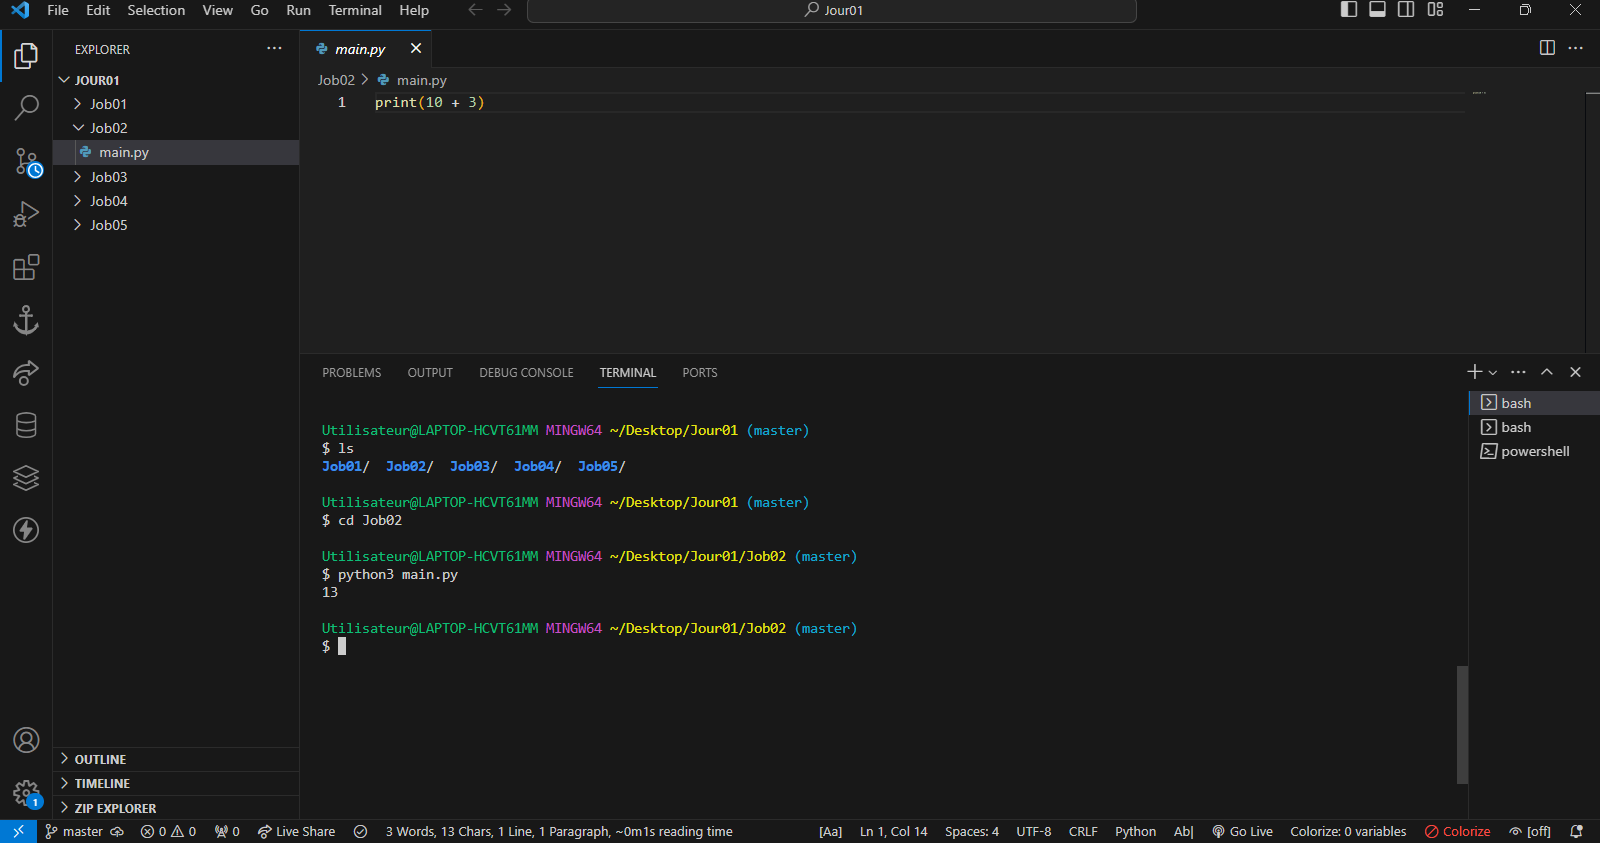 File Edit Selection View Go Run Terminal Help
Jour01
EXPLORER
JOUR01
Job01
Job02
main.py
Job03
Job04
Job05
OUTLINE
TIMELINE
ZIP EXPLORER
main.py
Job02 > main.py
1 print(10 + 3)
PROBLEMS OUTPUT DEBUG CONSOLE TERMINAL PORTS
Utilisateur@LAPTOP-HCVT61MM MINGW64 ~/Desktop/Jour01 (master)
$ ls
Job01/ Job02/ Job03/ Job04/ Job05/
Utilisateur@LAPTOP-HCVT61MM MINGW64 ~/Desktop/Jour01 (master)
$ cd Job02
Utilisateur@LAPTOP-HCVT61MM MINGW64 ~/Desktop/Jour01/Job02 (master)
$ python3 main.py
13
Utilisateur@LAPTOP-HCVT61MM MINGW64 ~/Desktop/Jour01/Job02 (master)
$
bash
bash
powershell
1
master 0 0 0 Live Share 3 Words, 13 Chars, 1 Line, 1 Paragraph, ~0m1s reading time [Aa] Ln 1, Col 14 Spaces: 4 UTF-8 CRLF Python Ab| Go Live Colorize: 0 variables Colorize [off]